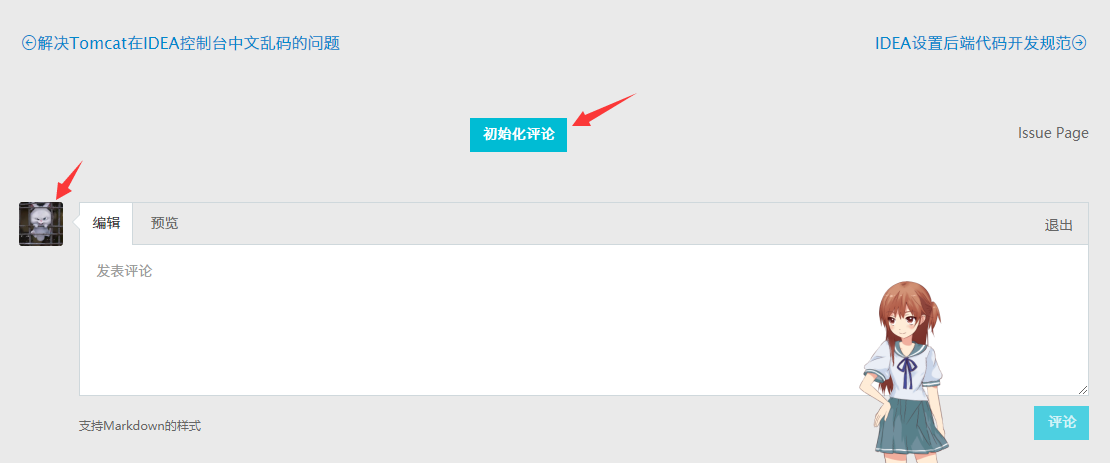 解决Tomcat在IDEA控制台中文乱码的问题
IDEA设置后端代码开发规范
初始化评论
Issue Page
编辑
预览
退出
发表评论
支持Markdown的样式
评论